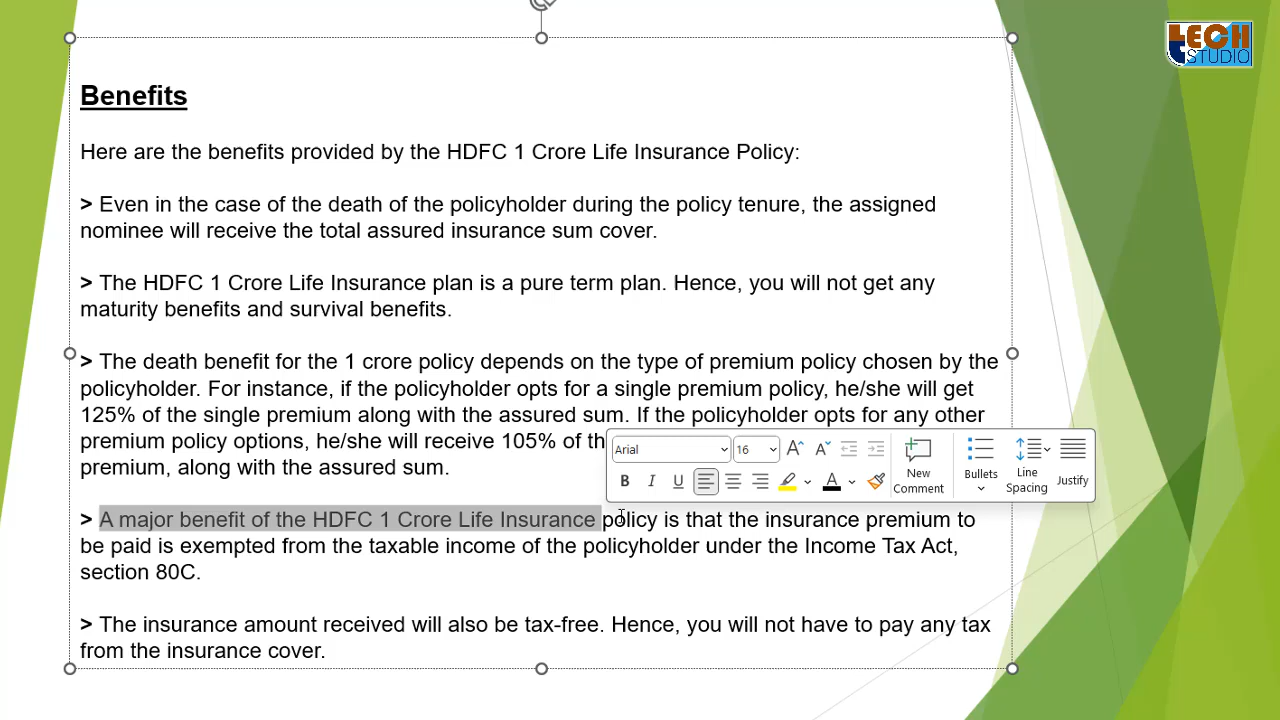 LECH
STUDIO
Benefits
Here are the benefits provided by the HDFC 1 Crore Life Insurance Policy:
> Even in the case of the death of the policyholder during the policy tenure, the assigned
nominee will receive the total assured insurance sum cover.
> The HDFC 1 Crore Life Insurance plan is a pure term plan. Hence, you will not get any
maturity benefits and survival benefits.
> The death benefit for the 1 crore policy depends on the type of premium policy chosen by the
policyholder. For instance, if the policyholder opts for a single premium policy, he/she will get
125% of the single premium along with the assured sum. If the policyholder opts for any other
premium policy options, he/she will receive 105% of th
premium, along with the assured sum.
Arial 16
New Comment
Bullets
Line Spacing
Justify
B I U
> A major benefit of the HDFC 1 Crore Life Insurance policy is that the insurance premium to
be paid is exempted from the taxable income of the policyholder under the Income Tax Act,
section 80C.
> The insurance amount received will also be tax-free. Hence, you will not have to pay any tax
from the insurance cover.